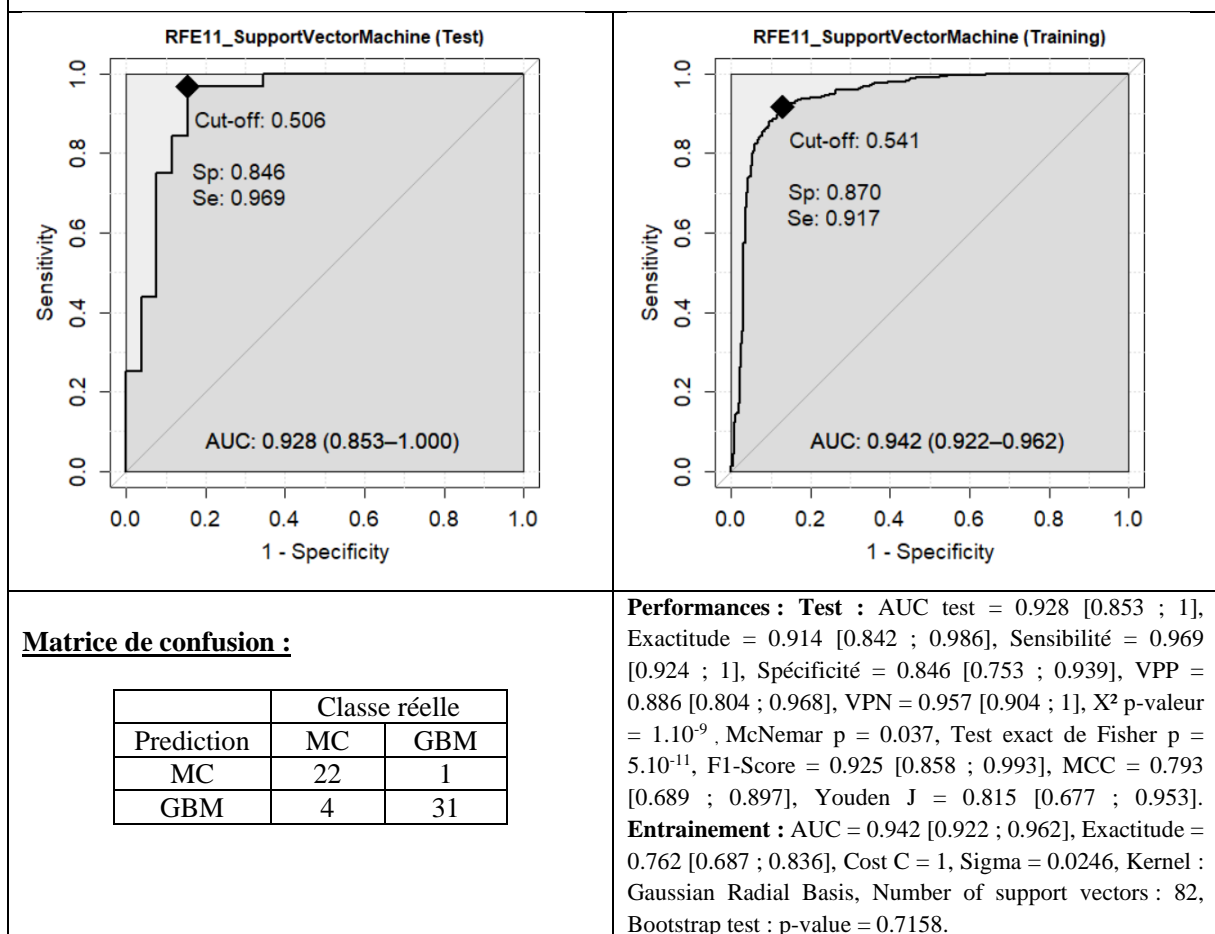 RFE11_SupportVectorMachine (Test)
1.0
0.8
0.6
0.4
0.2
0.0
Sensitivity
Cut-off: 0.506
Sp: 0.846
Se: 0.969
AUC: 0.928 (0.853–1.000)
0.0 0.2 0.4 0.6 0.8 1.0
1 - Specificity
RFE11_SupportVectorMachine (Training)
1.0
0.8
0.6
0.4
0.2
0.0
Sensitivity
Cut-off: 0.541
Sp: 0.870
Se: 0.917
AUC: 0.942 (0.922–0.962)
0.0 0.2 0.4 0.6 0.8 1.0
1 - Specificity
Matrice de confusion :
Classe réelle
Prediction MC GBM
MC 22 1
GBM 4 31
Performances : Test : AUC test = 0.928 [0.853 ; 1],
Exactitude = 0.914 [0.842 ; 0.986], Sensibilité = 0.969
[0.924 ; 1], Spécificité = 0.846 [0.753 ; 0.939], VPP =
0.886 [0.804 ; 0.968], VPN = 0.957 [0.904 ; 1], X² p-valeur
= 1.10⁻⁹ , McNemar p = 0.037, Test exact de Fisher p =
5.10⁻¹¹, F1-Score = 0.925 [0.858 ; 0.993], MCC = 0.793
[0.689 ; 0.897], Youden J = 0.815 [0.677 ; 0.953].
Entrainement : AUC = 0.942 [0.922 ; 0.962], Exactitude =
0.762 [0.687 ; 0.836], Cost C = 1, Sigma = 0.0246, Kernel :
Gaussian Radial Basis, Number of support vectors : 82,
Bootstrap test : p-value = 0.7158.